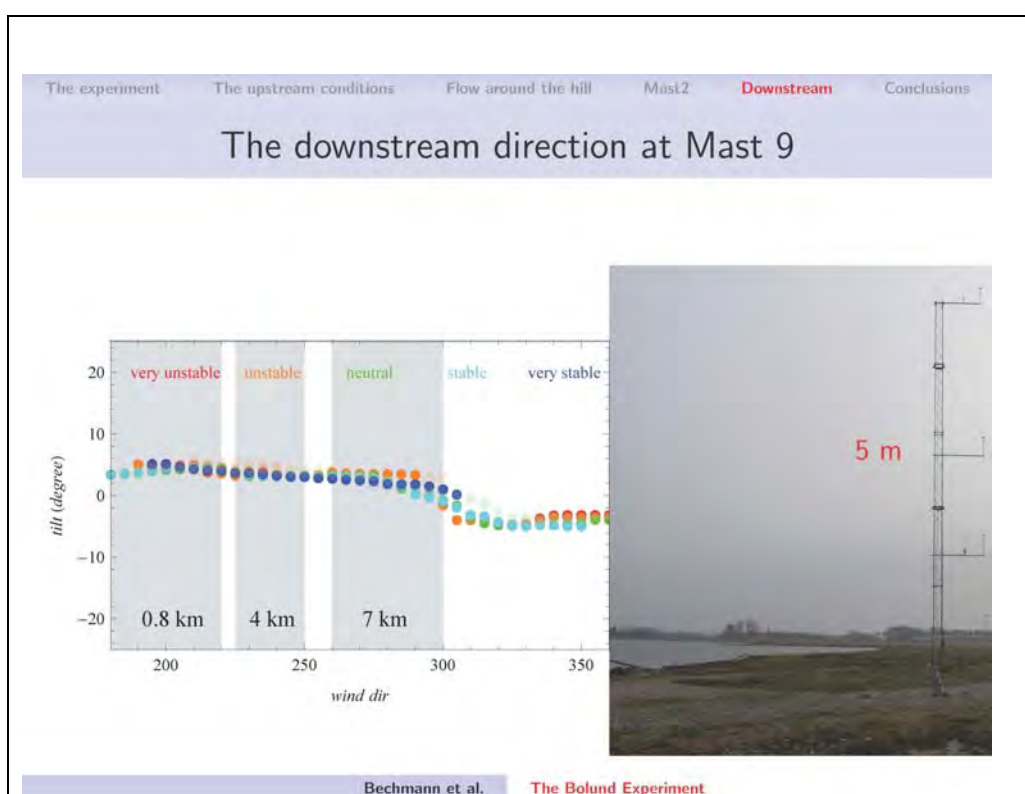 The experiment The upstream conditions Flow around the hill Mast2 Downstream Conclusions
The downstream direction at Mast 9
very unstable unstable neutral stable very stable
20
10
0
−10
−20
tilt (degree)
0.8 km 4 km 7 km
200 250 300 350
wind dir
5 m
Bechmann et al. The Bolund Experiment